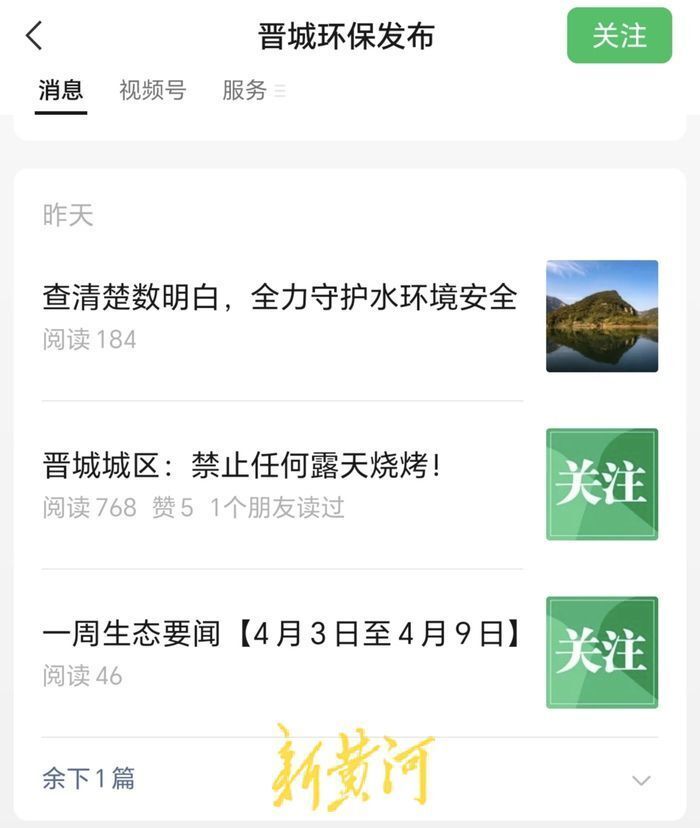 晋城环保发布
关注
消息 视频号 服务
昨天
查清楚数明白，全力守护水环境安全
阅读 184
晋城城区：禁止任何露天烧烤！
阅读 768 赞 5 1个朋友读过
关注
一周生态要闻【4月3日至4月9日】
阅读 46
关注
余下1篇
新黄河